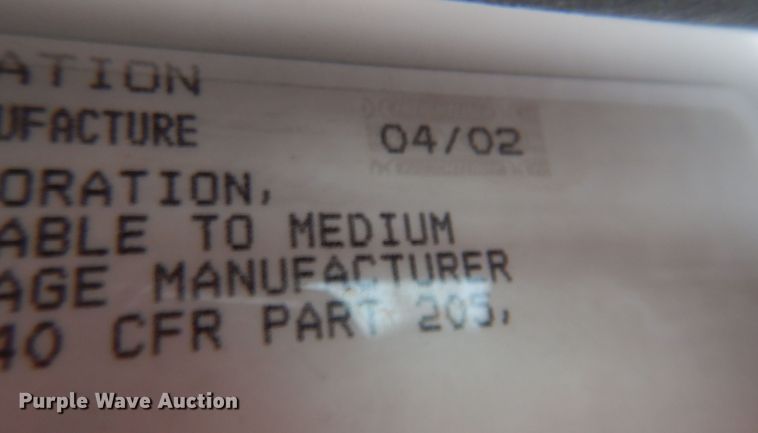 ATION
UFACTURE 04/02
ORATION,
ABLE TO MEDIUM
AGE MANUFACTURER
40 CFR PART 205,
Purple Wave Auction